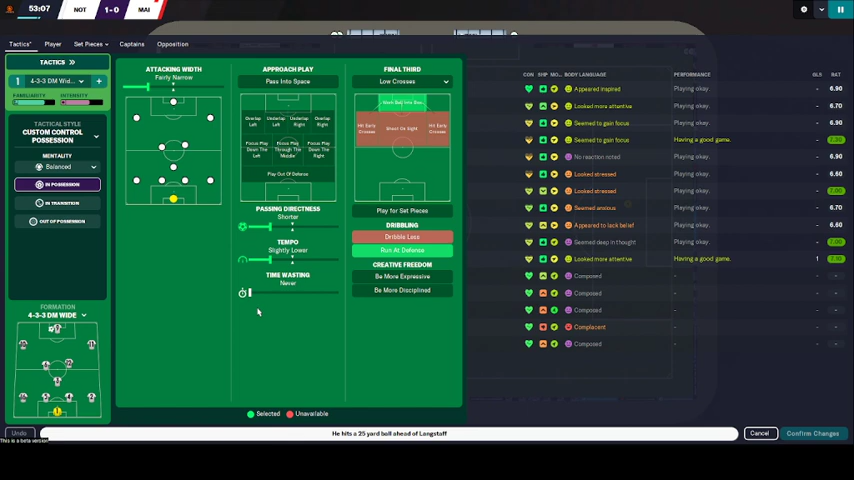 53:07 NOT 1-0 MAI
Tactics* Player Set Pieces Captains Opposition
TACTICS
1 4-3-3 DM Wide...
FAMILIARITY INTENSITY
TACTICAL STYLE
CUSTOM CONTROL POSSESSION
MENTALITY
Balanced
IN POSSESSION
IN TRANSITION
OUT OF POSSESSION
FORMATION
4-3-3 DM WIDE
ATTACKING WIDTH
Fairly Narrow
APPROACH PLAY
Pass Into Space
Overlap Left
Underlap Left
Underlap Right
Overlap Right
Focus Play Down The Left
Focus Play Through The Middle
Focus Play Down The Right
Play Out Of Defence
PASSING DIRECTNESS
Shorter
TEMPO
Slightly Lower
TIME WASTING
Never
FINAL THIRD
Low Crosses
Work Ball Into Box
Hit Early Crosses
Shoot On Sight
Hit Early Crosses
Play for Set Pieces
DRIBBLING
Dribble Less
Run At Defence
CREATIVE FREEDOM
Be More Expressive
Be More Disciplined
Selected Unavailable
CON SHP MO... BODY LANGUAGE PERFORMANCE GLS RAT
Appeared inspired Playing okay. - 6.90
Looked more attentive Playing okay. - 6.70
Seemed to gain focus Playing okay. - 6.90
Seemed to gain focus Having a good game. -
No reaction noted Playing okay. - 6.90
Looked stressed Playing okay. - 6.60
Looked stressed Playing okay. -
Seemed anxious Playing okay. - 6.70
Appeared to lack belief Playing okay. - 6.60
Seemed deep in thought Playing okay. -
Looked more attentive Having a good game. 1
Composed - - -
Composed - - -
Composed - - -
Complacent - - -
Composed - - -
Undo He hits a 25 yard ball ahead of Langstaff Cancel Confirm Changes
This is a beta version